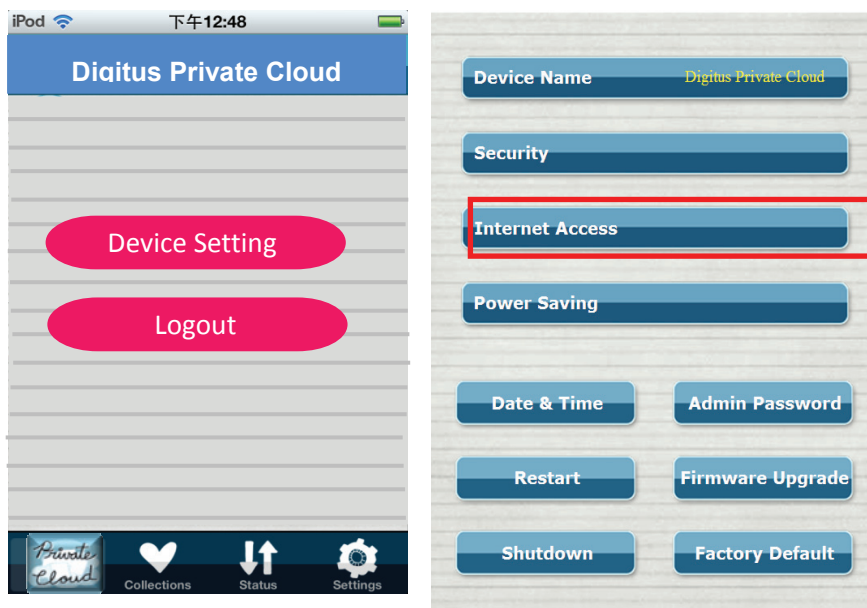 iPod 下午12:48
Digitus Private Cloud
Device Setting
Logout
Private
Cloud
Collections
Status
Settings
Device Name Digitus Private Cloud
Security
Internet Access
Power Saving
Date & Time Admin Password
Restart Firmware Upgrade
Shutdown Factory Default